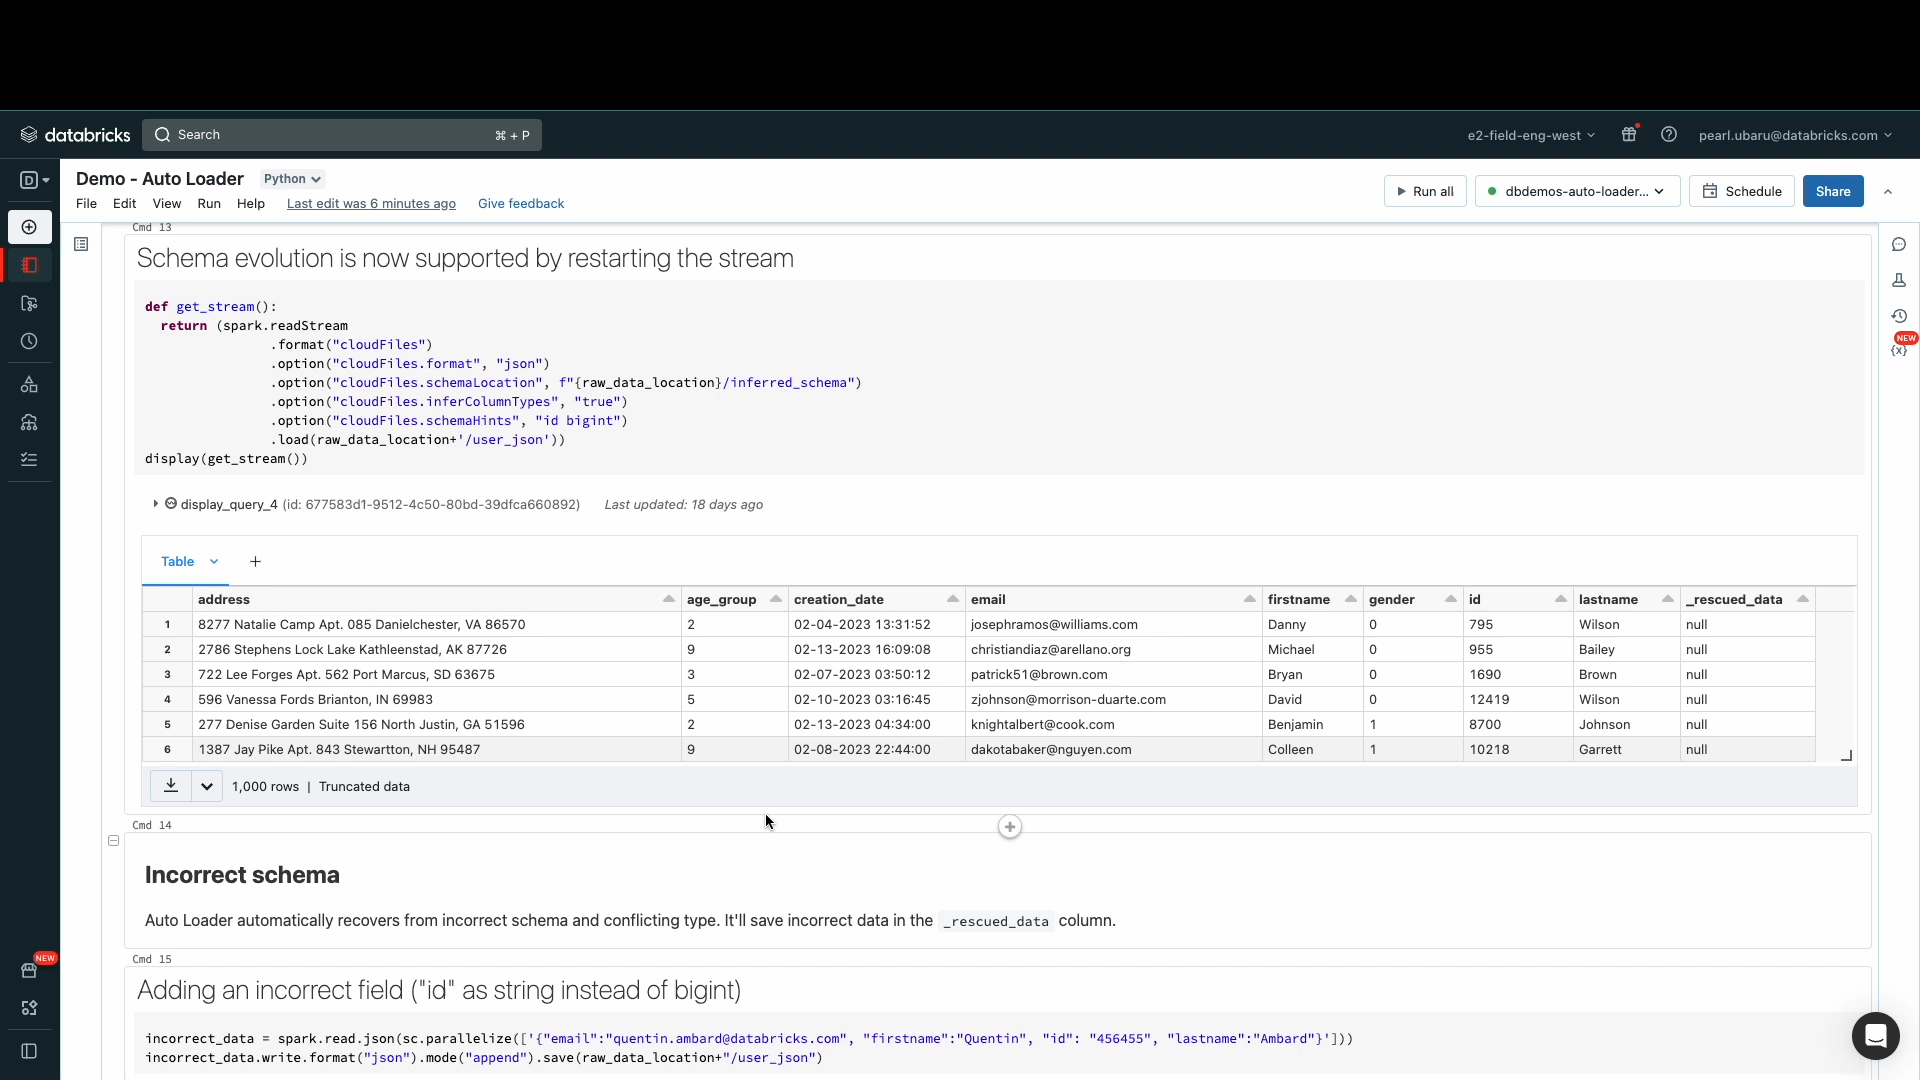 databricks
Search
⌘ + P
e2-field-eng-west
pearl.ubaru@databricks.com
D
Demo - Auto Loader
Python
Run all
dbdemos-auto-loader...
Schedule
Share
File Edit View Run Help Last edit was 6 minutes ago Give feedback
Cmd 13
Schema evolution is now supported by restarting the stream
def get_stream():
  return (spark.readStream
                .format("cloudFiles")
                .option("cloudFiles.format", "json")
                .option("cloudFiles.schemaLocation", f"{raw_data_location}/inferred_schema")
                .option("cloudFiles.inferColumnTypes", "true")
                .option("cloudFiles.schemaHints", "id bigint")
                .load(raw_data_location+'/user_json'))
display(get_stream())
NEW
{x}
display_query_4 (id: 677583d1-9512-4c50-80bd-39dfca660892) Last updated: 18 days ago
Table +
address age_group creation_date email firstname gender id lastname _rescued_data
1 8277 Natalie Camp Apt. 085 Danielchester, VA 86570 2 02-04-2023 13:31:52 josephramos@williams.com Danny 0 795 Wilson null
2 2786 Stephens Lock Lake Kathleenstad, AK 87726 9 02-13-2023 16:09:08 christiandiaz@arellano.org Michael 0 955 Bailey null
3 722 Lee Forges Apt. 562 Port Marcus, SD 63675 3 02-07-2023 03:50:12 patrick51@brown.com Bryan 0 1690 Brown null
4 596 Vanessa Fords Brianton, IN 69983 5 02-10-2023 03:16:45 zjohnson@morrison-duarte.com David 0 12419 Wilson null
5 277 Denise Garden Suite 156 North Justin, GA 51596 2 02-13-2023 04:34:00 knightalbert@cook.com Benjamin 1 8700 Johnson null
6 1387 Jay Pike Apt. 843 Stewartton, NH 95487 9 02-08-2023 22:44:00 dakotabaker@nguyen.com Colleen 1 10218 Garrett null
1,000 rows | Truncated data
Cmd 14
Incorrect schema
Auto Loader automatically recovers from incorrect schema and conflicting type. It'll save incorrect data in the _rescued_data column.
NEW
Cmd 15
Adding an incorrect field ("id" as string instead of bigint)
incorrect_data = spark.read.json(sc.parallelize(['{"email":"quentin.ambard@databricks.com", "firstname":"Quentin", "id": "456455", "lastname":"Ambard"}']))
incorrect_data.write.format("json").mode("append").save(raw_data_location+"/user_json")